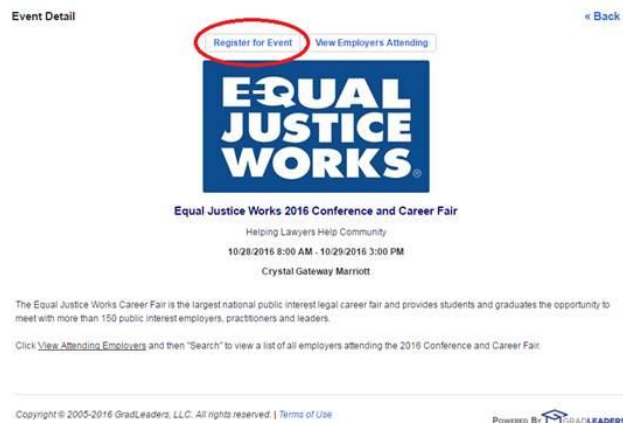 Event Detail
« Back
Register for Event
View Employers Attending
EQUAL
JUSTICE
WORKS®
Equal Justice Works 2016 Conference and Career Fair
Helping Lawyers Help Community
10/28/2016 8:00 AM - 10/29/2016 3:00 PM
Crystal Gateway Marriott
The Equal Justice Works Career Fair is the largest national public interest legal career fair and provides students and graduates the opportunity to
meet with more than 150 public interest employers, practitioners and leaders.
Click View Attending Employers and then "Search" to view a list of all employers attending the 2016 Conference and Career Fair.
Copyright © 2005-2016 GradLeaders, LLC. All rights reserved. | Terms of Use
POWERED BY GRADLEADERS